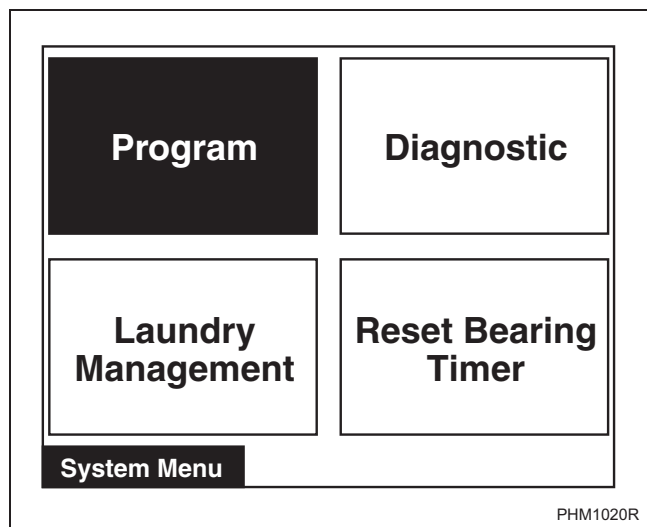 Program
Diagnostic
Laundry
Management
Reset Bearing
Timer
System Menu
PHM1020R